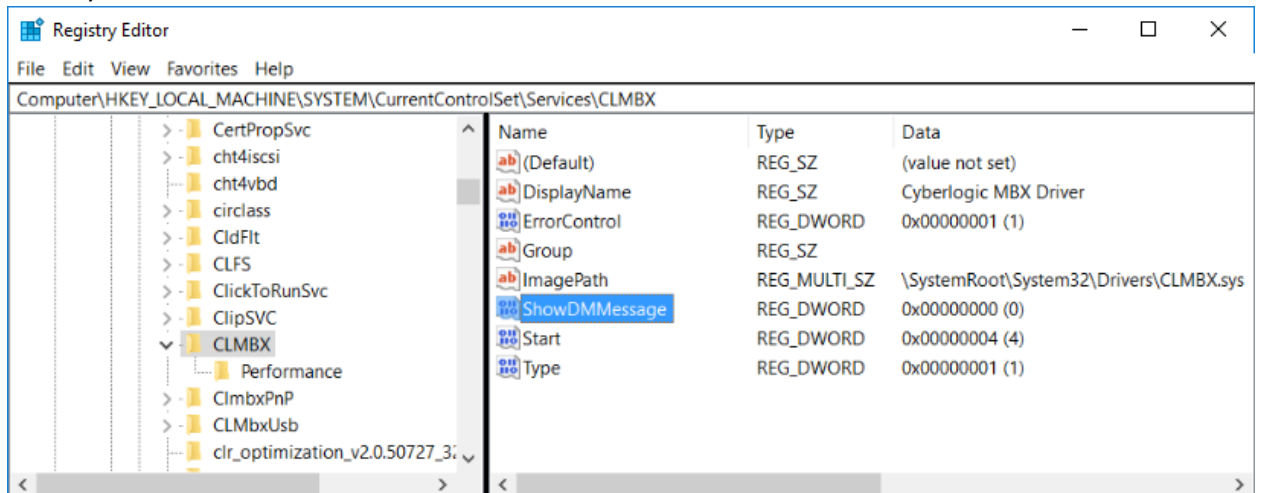 Registry Editor
File Edit View Favorites Help
Computer\HKEY_LOCAL_MACHINE\SYSTEM\CurrentControlSet\Services\CLMBX
CertPropSvc
cht4iscsi
cht4vbd
circlass
CldFlt
CLFS
ClickToRunSvc
ClipSVC
CLMBX
Performance
ClmbxPnP
CLMbxUsb
clr_optimization_v2.0.50727_32
Name Type Data
(Default) REG_SZ (value not set)
DisplayName REG_SZ Cyberlogic MBX Driver
ErrorControl REG_DWORD 0x00000001 (1)
Group REG_SZ
ImagePath REG_MULTI_SZ \SystemRoot\System32\Drivers\CLMBX.sys
ShowDMMessage REG_DWORD 0x00000000 (0)
Start REG_DWORD 0x00000004 (4)
Type REG_DWORD 0x00000001 (1)